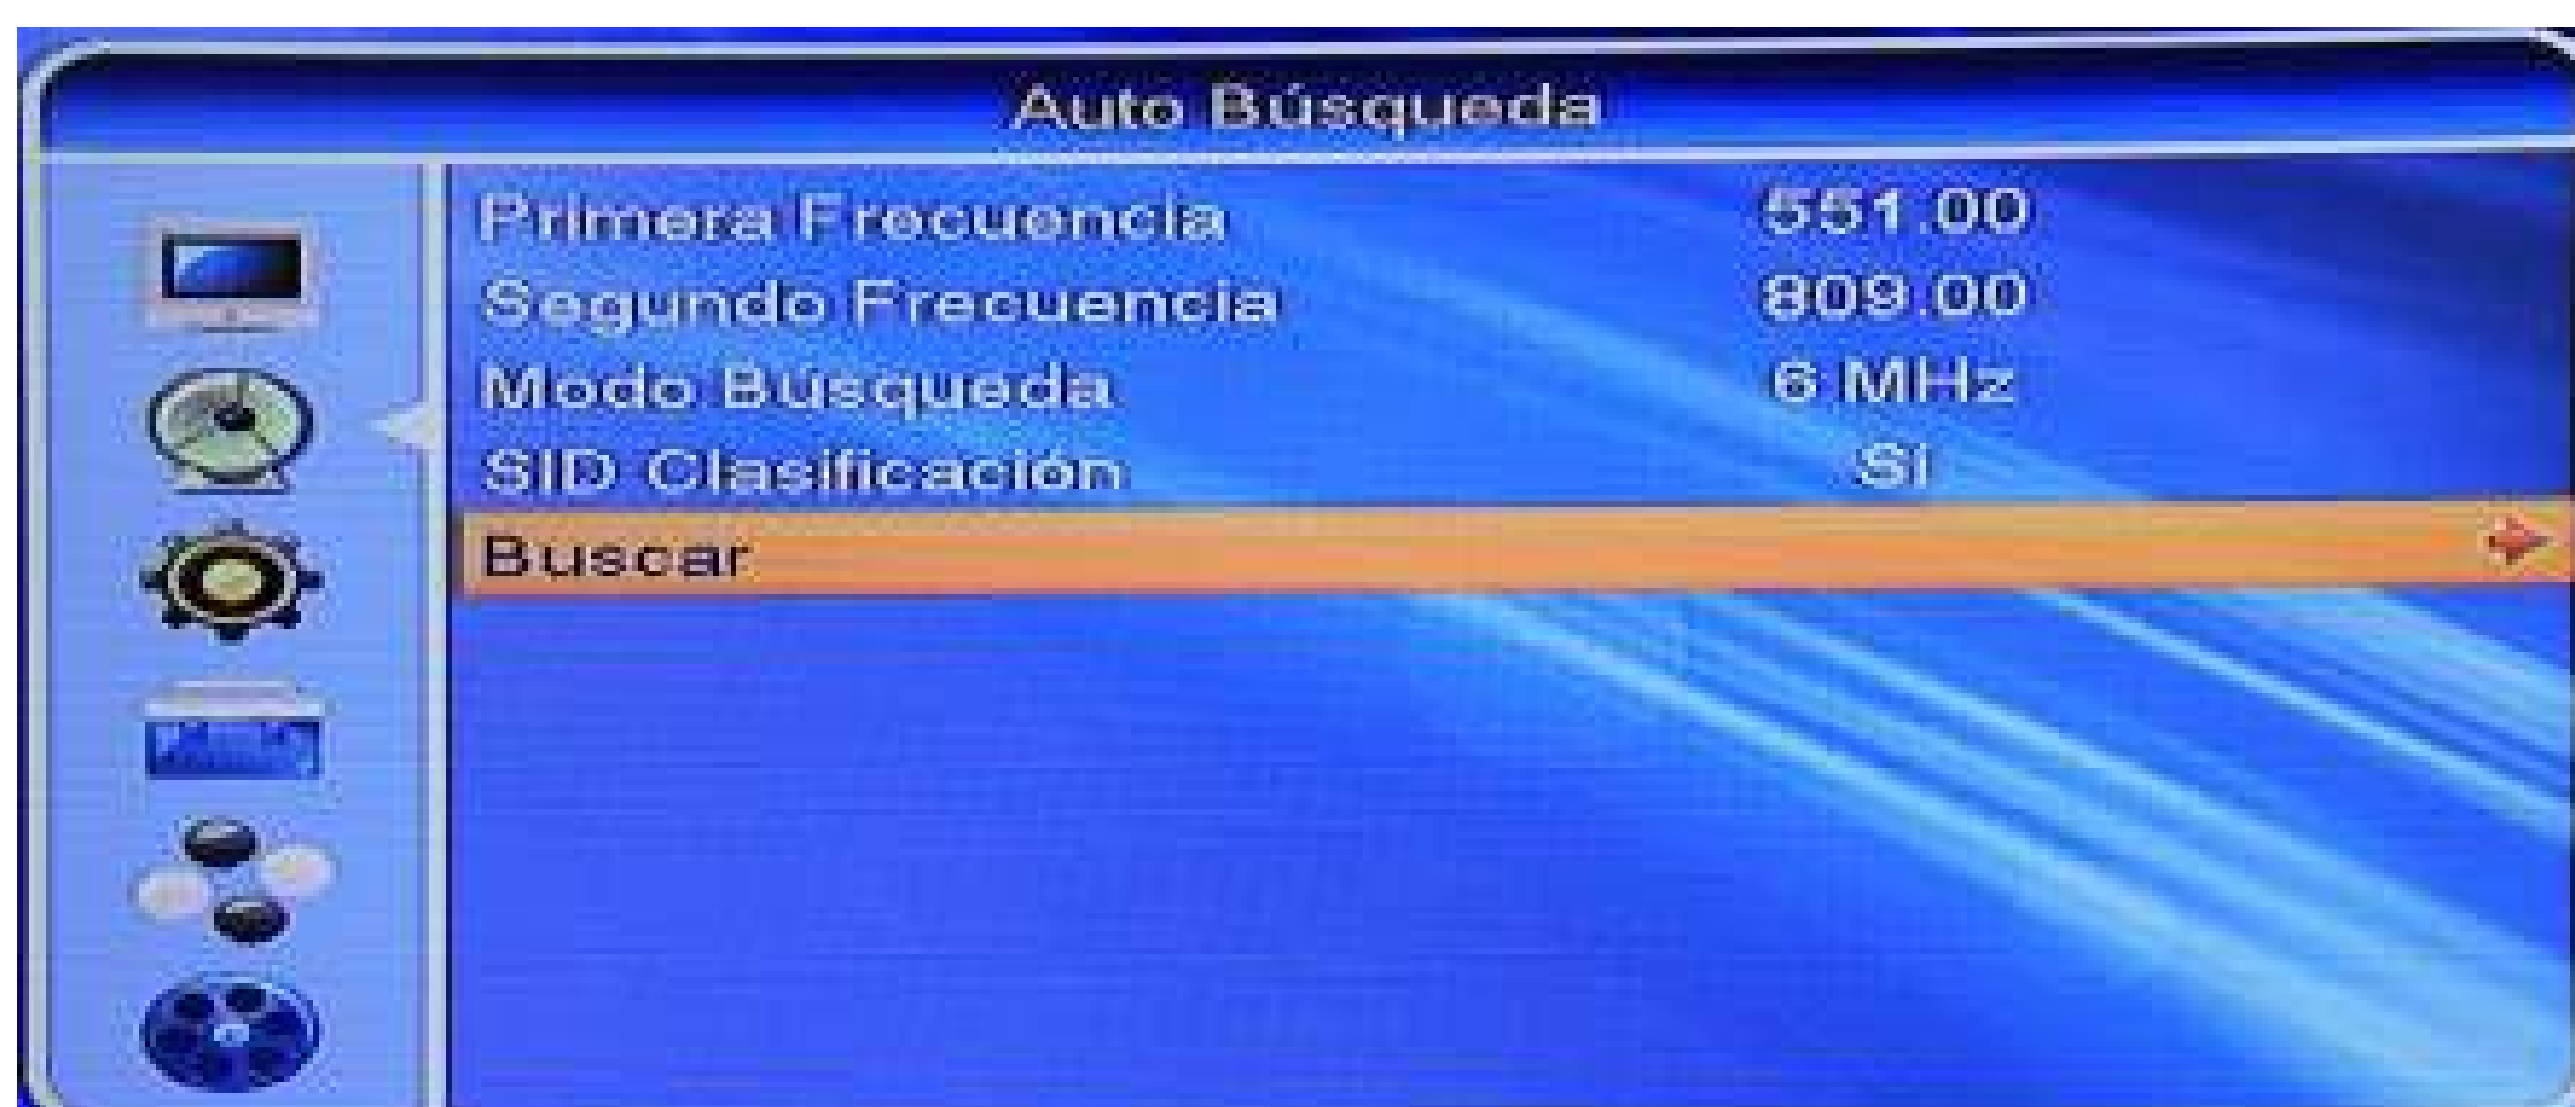 Auto Búsqueda
Primera Frecuencia 551.00
Segundo Frecuencia 809.00
Modo Búsqueda 6 MHz
SID Clasificación Si
Buscar